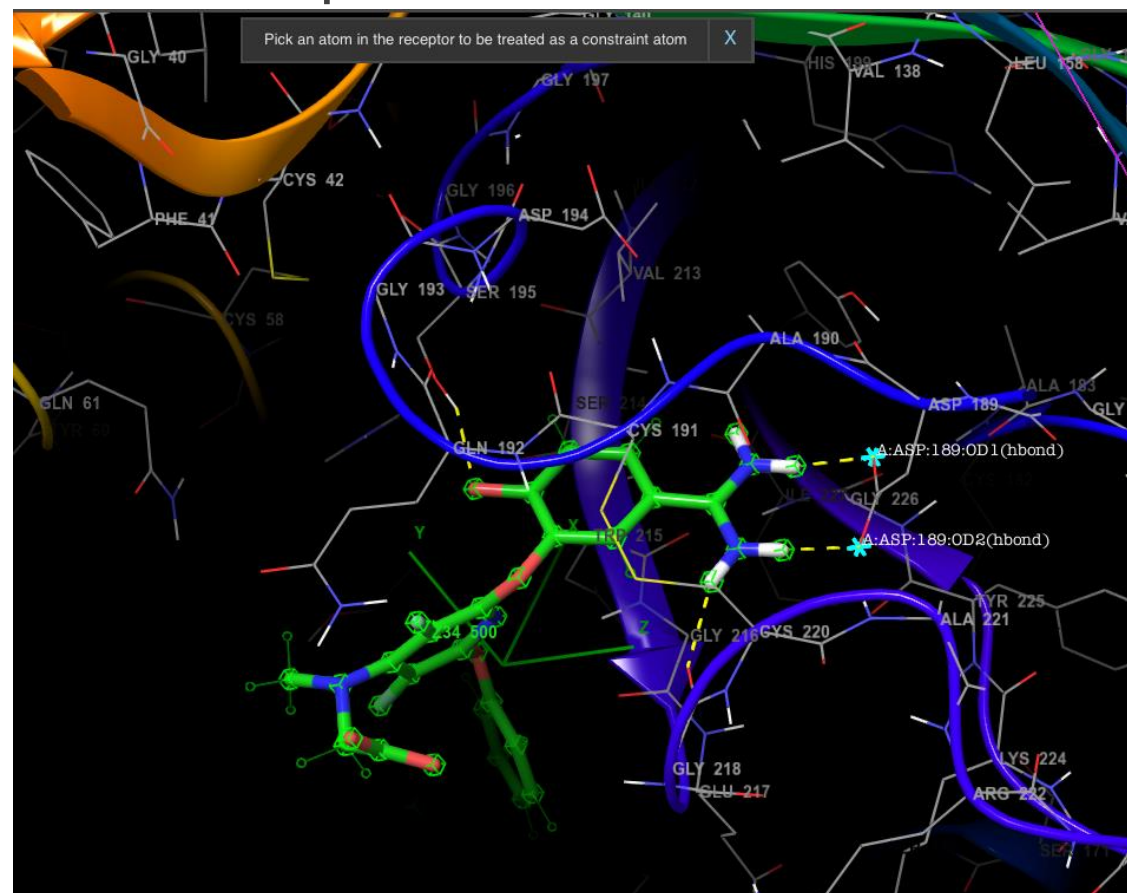 Pick an atom in the receptor to be treated as a constraint atom X
GLY 40
GLY 197
HIS 199
VAL 138
LEU 158
CYS 42
GLY 196
PHE 41
ASP 194
VAL 213
GLY 193
SER 195
CYS 58
ALA 190
ALA 183
GLN 61
SER 214
ASP 189
GLY
CYS 191
GLN 192
A:ASP:189:OD1(hbond)
GLY 226
X
Y
TRP 215
A:ASP:189:OD2(hbond)
TYR 225
ALA 221
234 500
GLY 216
CYS 220
Z
LYS 224
GLY 218
GLU 217
ARG 222